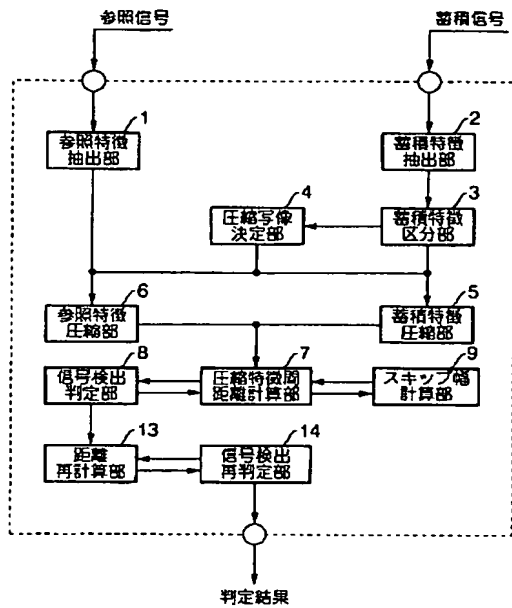 参照信号
蓄積信号
1
参照特徴
抽出部
2
蓄積特徴
抽出部
4
圧縮写像
決定部
3
蓄積特徴
区分部
6
参照特徴
圧縮部
5
蓄積特徴
圧縮部
8
信号検出
判定部
7
圧縮特徴間
距離計算部
9
スキップ幅
計算部
13
距離
再計算部
14
信号検出
再判定部
判定結果